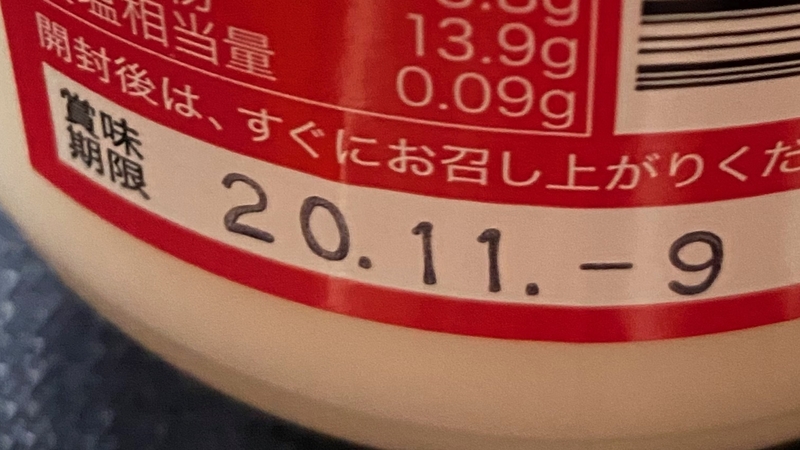 塩相当量
13.9g
0.09g
開封後は、すぐにお召し上がりくだ
賞味
期限
20.11.-9